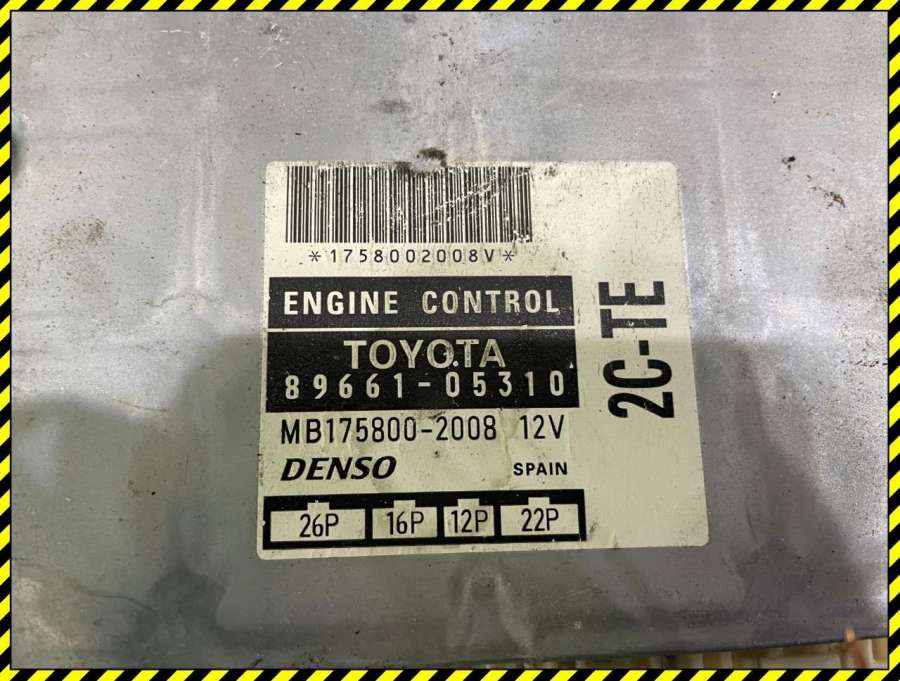 *1758002008V*
ENGINE CONTROL
TOYOTA
89661-05310
MB175800-2008 12V
DENSO SPAIN
26P 16P 12P 22P
2C-TE